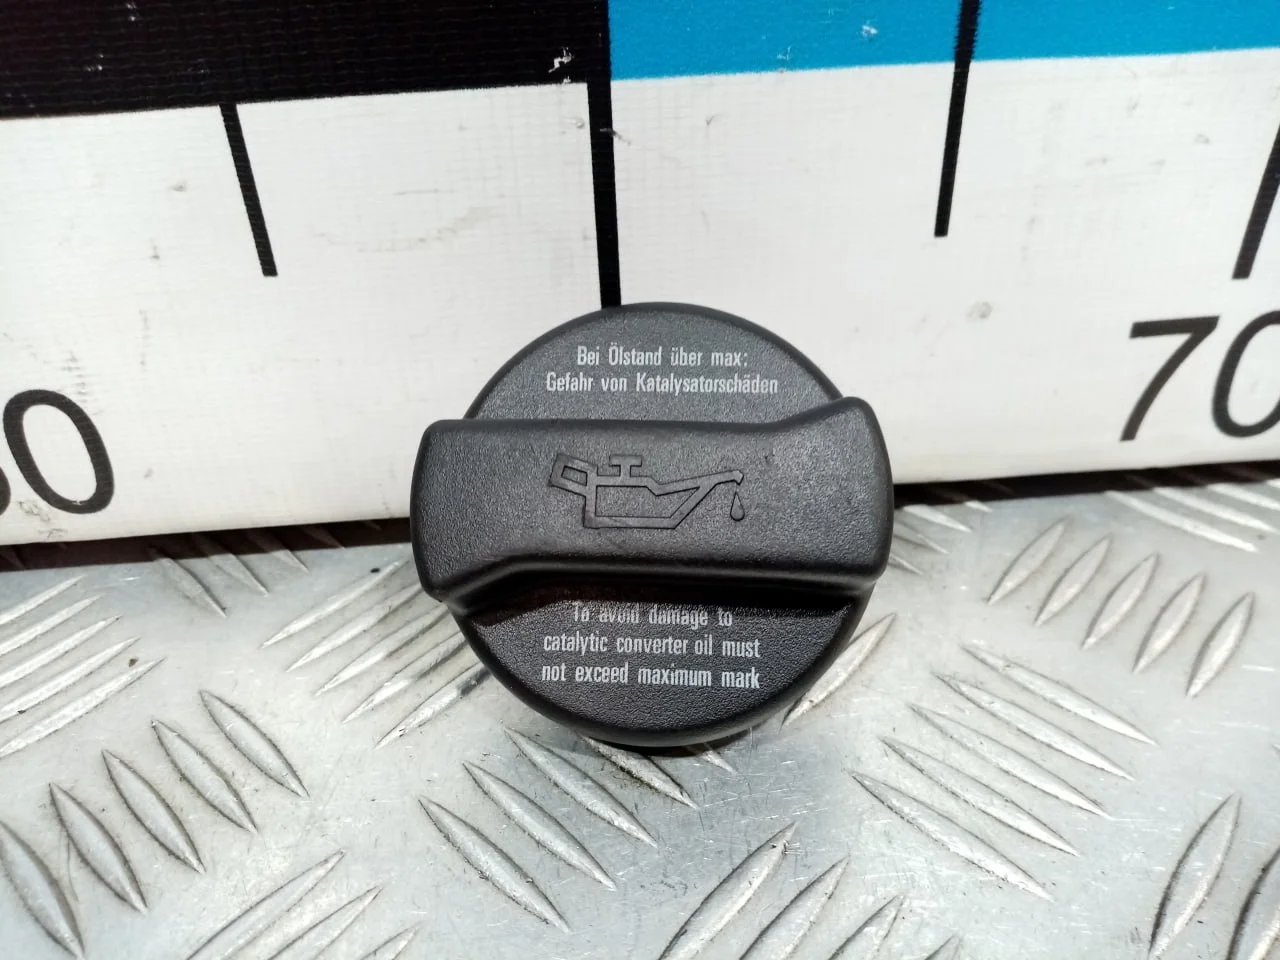 Bei Ölstand über max:
Gefahr von Katalysatorschäden
To avoid damage to
catalytic converter oil must
not exceed maximum mark
70